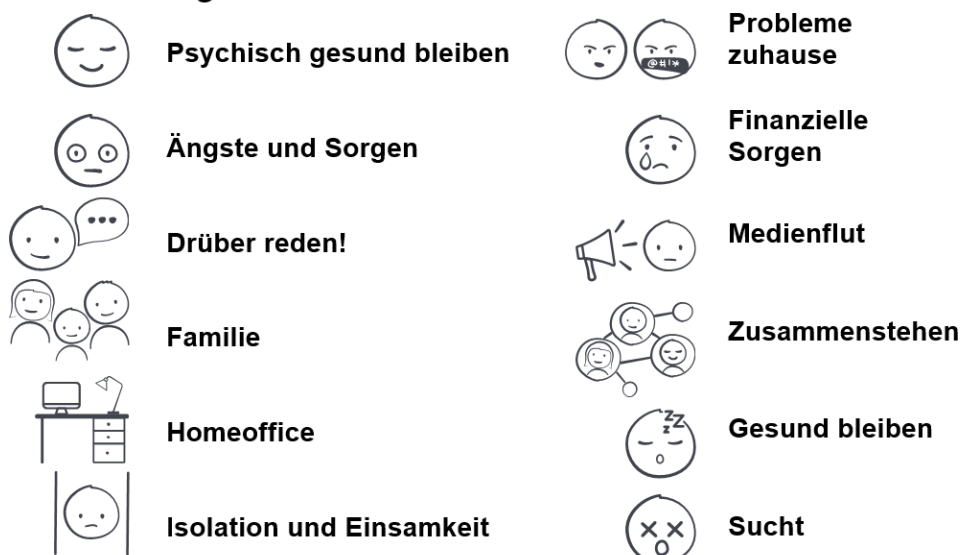 Psychisch gesund bleiben
Ängste und Sorgen
Drüber reden!
Familie
Homeoffice
Isolation und Einsamkeit
Probleme
zuhause
@#!*
Finanzielle
Sorgen
Medienflut
Zusammenstehen
zZZ
Gesund bleiben
Sucht